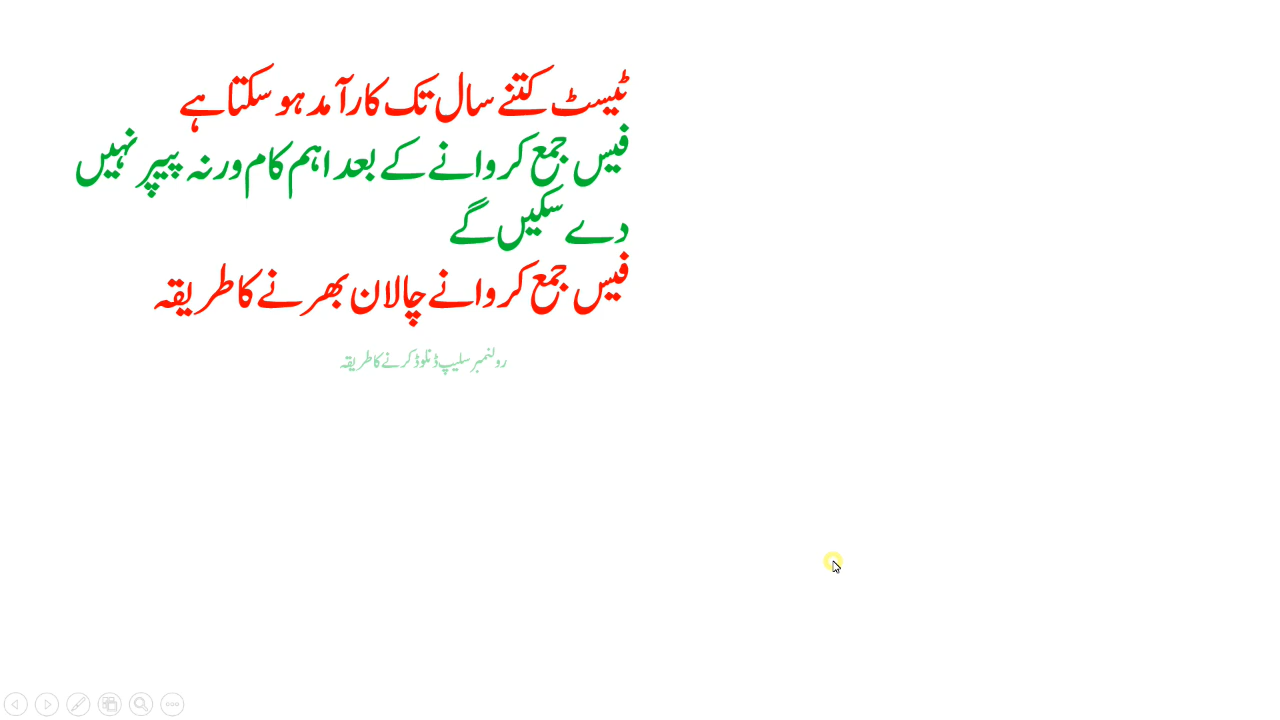 ٹیسٹ کتنے سال تک کارآمد ہو سکتا ہے
فیس جمع کروانے کے بعد اہم کام ورنہ پیپر نہیں
دے سکیں گے
فیس جمع کروانے چالان بھرنے کا طریقہ
رولنمبر سلیپ ڈنلوڈ کرنے کا طریقہ